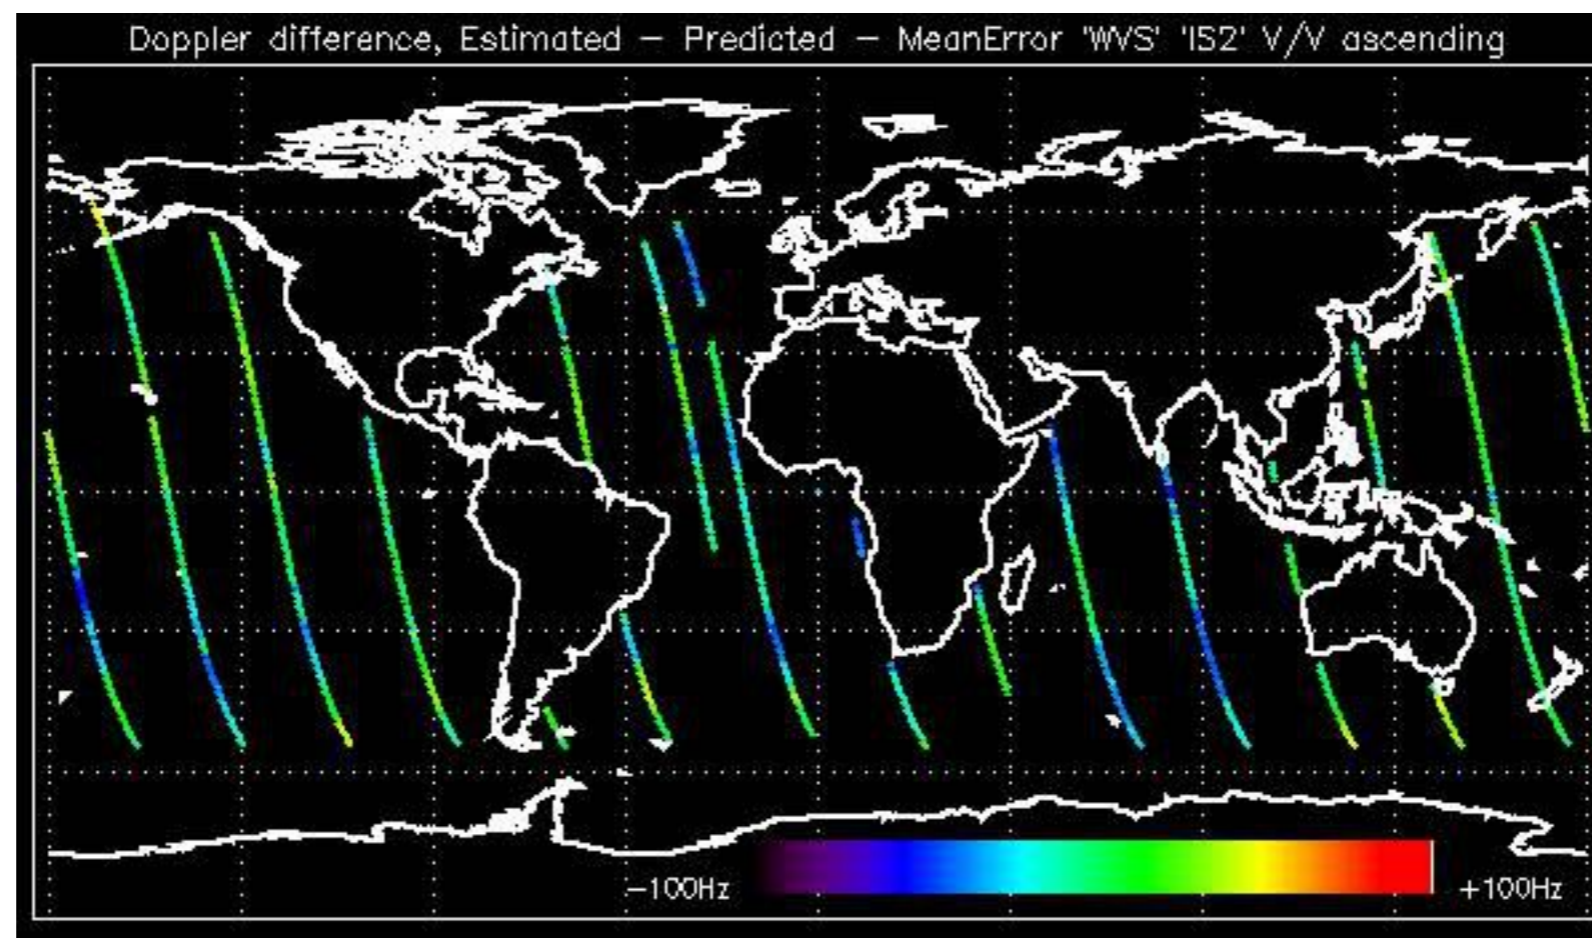 Doppler difference, Estimated – Predicted – MeanError 'WVS' 'IS2' V/V ascending
–100Hz +100Hz